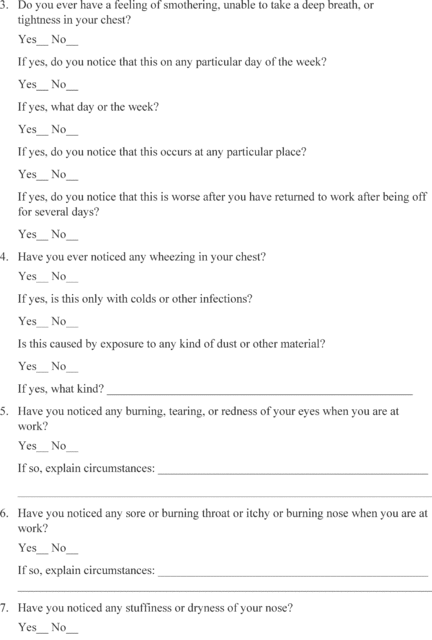 3. Do you ever have a feeling of smothering, unable to take a deep breath, or
tightness in your chest?
Yes__ No__
If yes, do you notice that this on any particular day of the week?
Yes__ No__
If yes, what day or the week?
Yes__ No__
If yes, do you notice that this occurs at any particular place?
Yes__ No__
If yes, do you notice that this is worse after you have returned to work after being off
for several days?
Yes__ No__
4. Have you ever noticed any wheezing in your chest?
Yes__ No__
If yes, is this only with colds or other infections?
Yes__ No__
Is this caused by exposure to any kind of dust or other material?
Yes__ No__
If yes, what kind? ____________________
5. Have you noticed any burning, tearing, or redness of your eyes when you are at
work?
Yes__ No__
If so, explain circumstances: ____________________
6. Have you noticed any sore or burning throat or itchy or burning nose when you are at
work?
Yes__ No__
If so, explain circumstances: ____________________
7. Have you noticed any stuffiness or dryness of your nose?
Yes__ No__